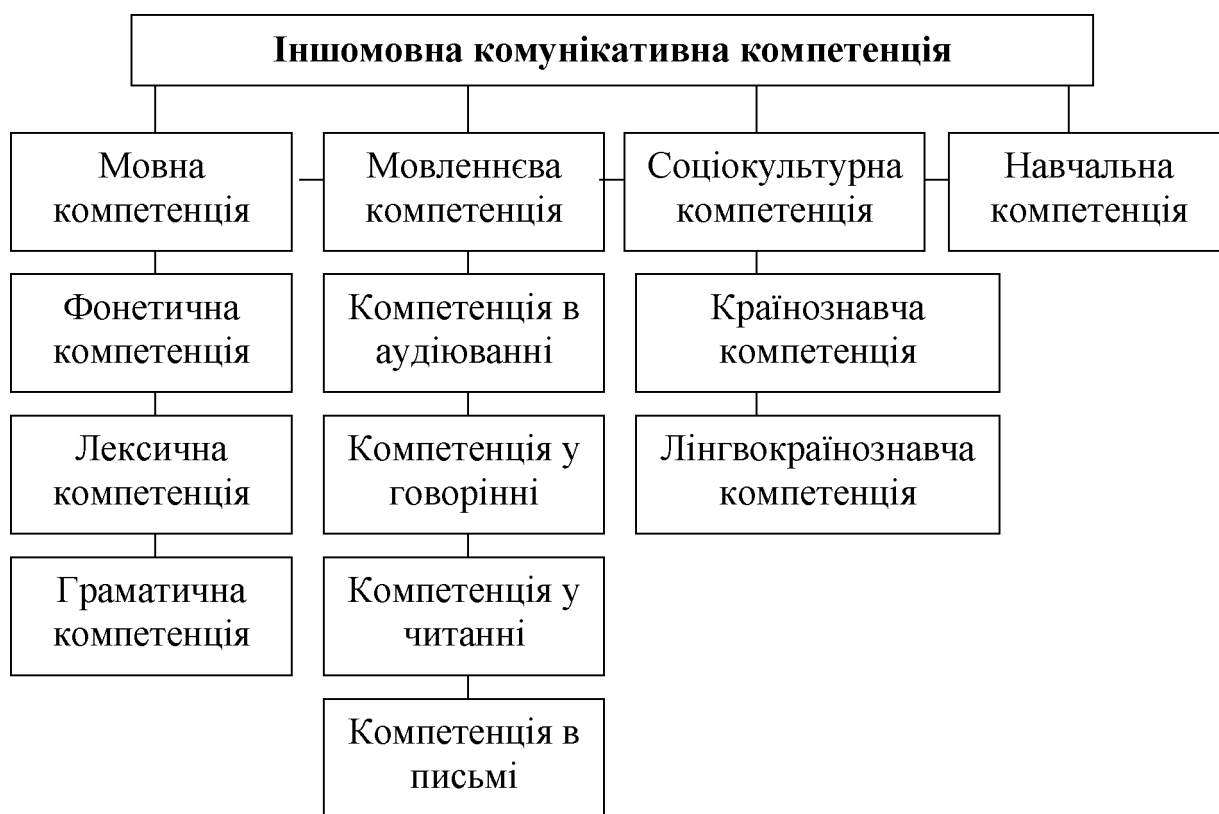 Іншомовна комунікативна компетенція
Мовна
компетенція
Мовленнєва
компетенція
Соціокультурна
компетенція
Навчальна
компетенція
Фонетична
компетенція
Компетенція в
аудіюванні
Країнознавча
компетенція
Лексична
компетенція
Компетенція у
говорінні
Лінгвокраїнознавча
компетенція
Граматична
компетенція
Компетенція у
читанні
Компетенція в
письмі